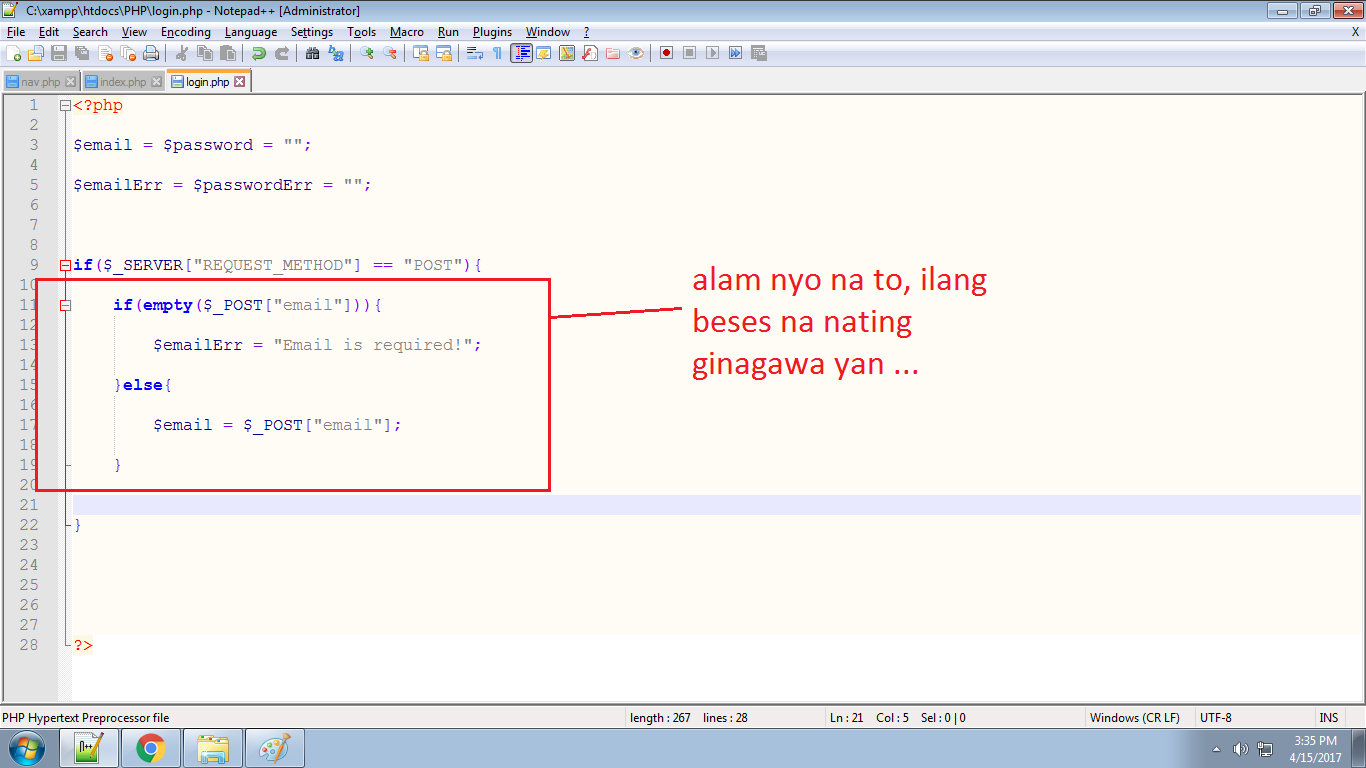 C:\xampp\htdocs\PHP\login.php - Notepad++ [Administrator]
File Edit Search View Encoding Language Settings Tools Macro Run Plugins Window ? X
nav.php index.php login.php
1 <?php
2
3 $email = $password = "";
4
5 $emailErr = $passwordErr = "";
6
7
8
9 if($_SERVER["REQUEST_METHOD"] == "POST"){
10
11 if(empty($_POST["email"])){
12
13 $emailErr = "Email is required!";
14
15 }else{
16
17 $email = $_POST["email"];
18
19 }
20
21
22 }
23
24
25
26
27
28 ?>
alam nyo na to, ilang
beses na nating
ginagawa yan ...
PHP Hypertext Preprocessor file length : 267 lines : 28 Ln : 21 Col : 5 Sel : 0 | 0 Windows (CR LF) UTF-8 INS
3:35 PM
4/15/2017